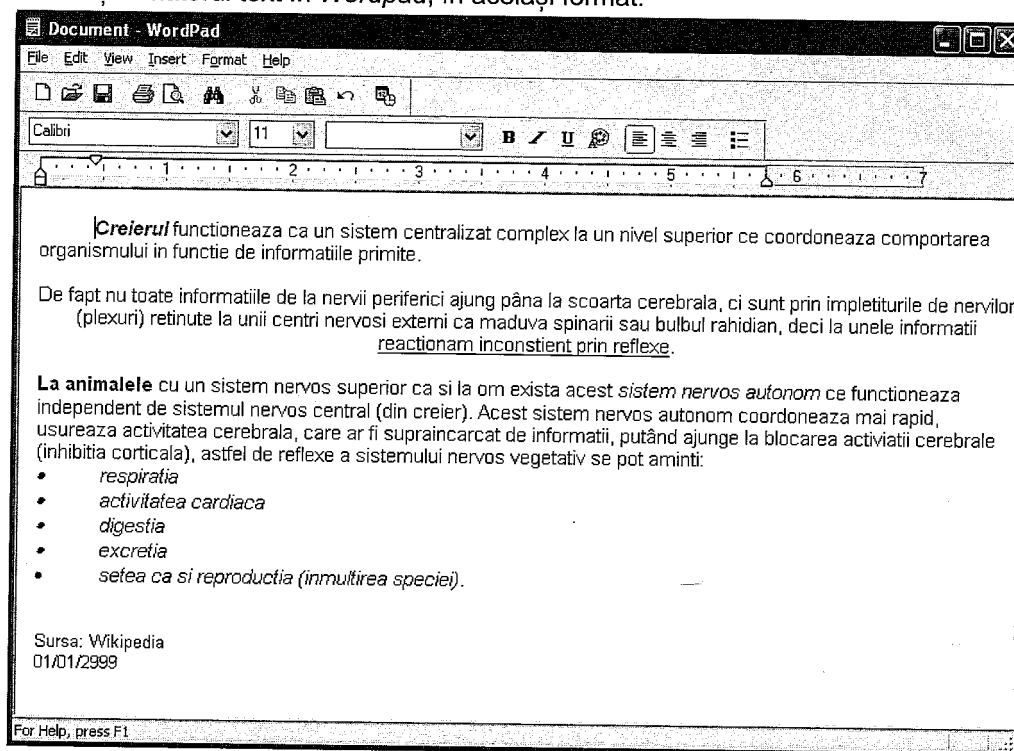 text în Wordpad, în același format.
Document - WordPad
File Edit View Insert Format Help
Calibri 11 B I U
1 2 3 4 5 6 7
Creierul functioneaza ca un sistem centralizat complex la un nivel superior ce coordoneaza comportarea
organismului in functie de informatiile primite.
De fapt nu toate informatiile de la nervii periferici ajung pâna la scoarta cerebrala, ci sunt prin impletiturile de nervilor
(plexuri) retinute la unii centri nervosi externi ca maduva spinarii sau bulbul rahidian, deci la unele informatii
reactionam inconstient prin reflexe.
La animalele cu un sistem nervos superior ca si la om exista acest sistem nervos autonom ce functioneaza
independent de sistemul nervos central (din creier). Acest sistem nervos autonom coordoneaza mai rapid,
usureaza activitatea cerebrala, care ar fi supraincarcat de informatii, putând ajunge la blocarea activiatii cerebrale
(inhibitia corticala), astfel de reflexe a sistemului nervos vegetativ se pot aminti:
• respiratia
• activitatea cardiaca
• digestia
• excretia
• setea ca si reproductia (inmultirea speciei).
Sursa: Wikipedia
01/01/2999
For Help, press F1